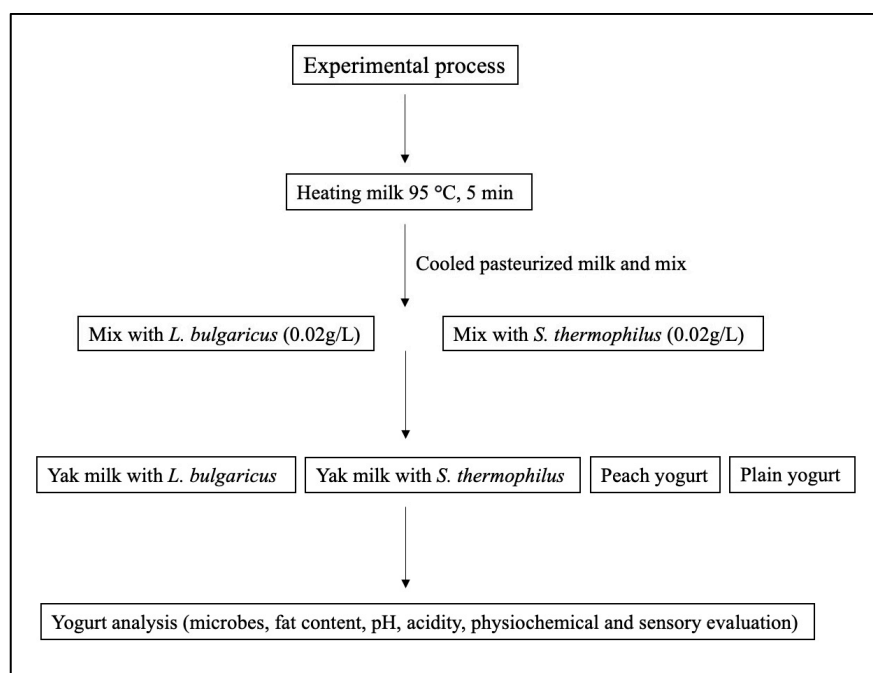 Experimental process
Heating milk 95 °C, 5 min
Cooled pasteurized milk and mix
Mix with L. bulgaricus (0.02g/L)
Mix with S. thermophilus (0.02g/L)
Yak milk with L. bulgaricus
Yak milk with S. thermophilus
Peach yogurt
Plain yogurt
Yogurt analysis (microbes, fat content, pH, acidity, physiochemical and sensory evaluation)